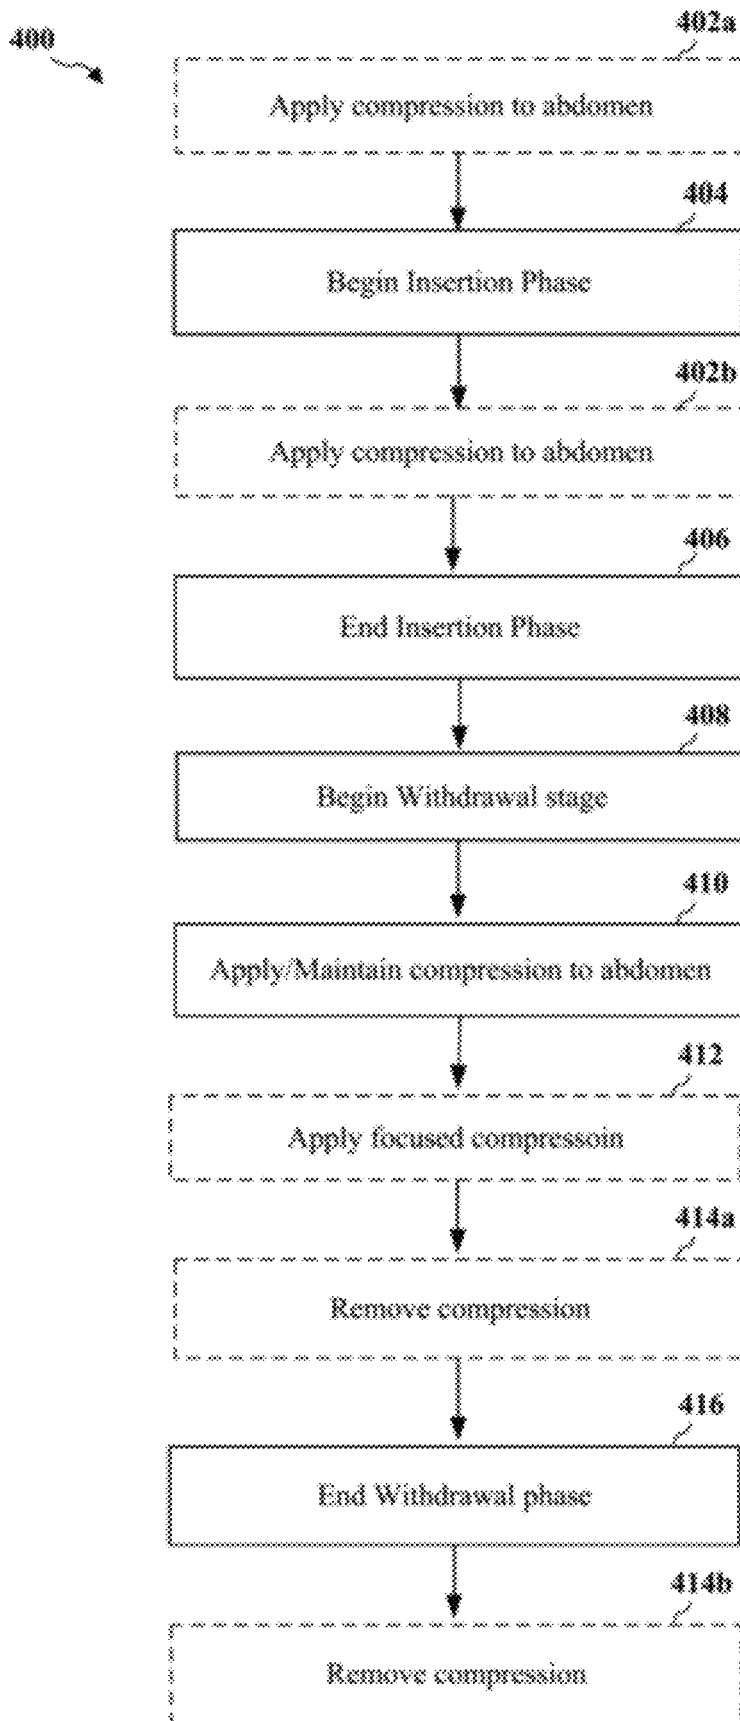 400
402a
Apply compression to abdomen
404
Begin Insertion Phase
402b
Apply compression to abdomen
406
End Insertion Phase
408
Begin Withdrawal stage
410
Apply/Maintain compression to abdomen
412
Apply focused compressoin
414a
Remove compression
416
End Withdrawal phase
414b
Remove compression